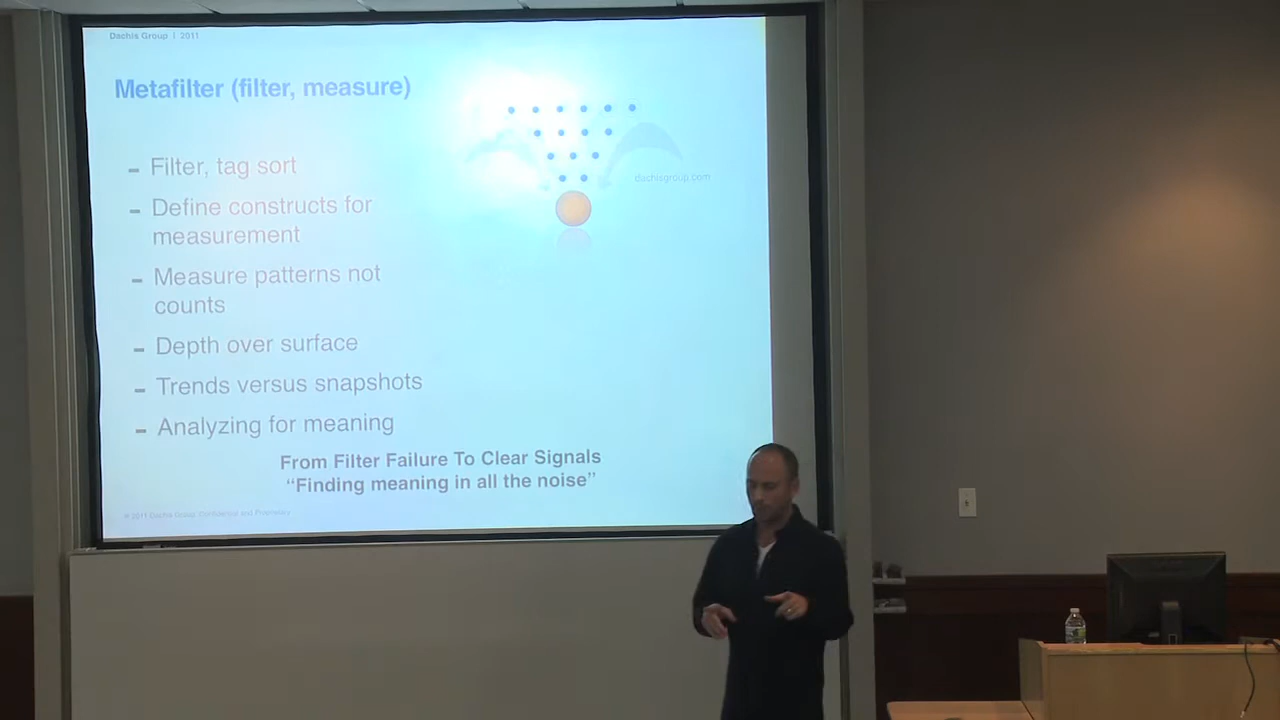 Dachis Group | 2011
Metafilter (filter, measure)
dachisgroup.com
- Filter, tag sort
- Define constructs for
measurement
- Measure patterns not
counts
- Depth over surface
- Trends versus snapshots
- Analyzing for meaning
From Filter Failure To Clear Signals
“Finding meaning in all the noise”
© 2011 Dachis Group. Confidential and Proprietary